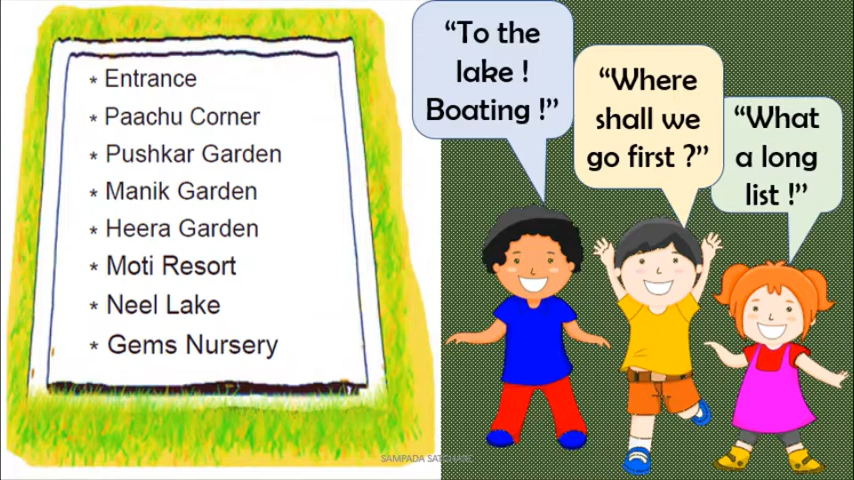 * Entrance
* Paachu Corner
* Pushkar Garden
* Manik Garden
* Heera Garden
* Moti Resort
* Neel Lake
* Gems Nursery
“To the
lake !
Boating !”
“Where
shall we
go first ?”
“What
a long
list !”
SAMPADA